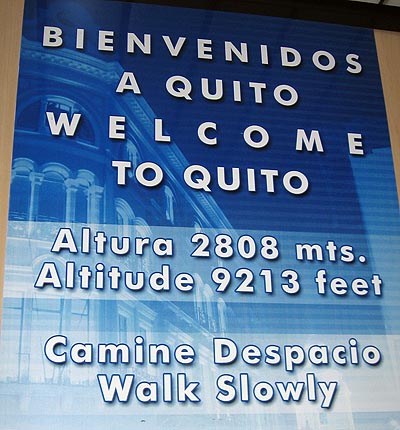 BIENVENIDOS
A QUITO
WELCOME
TO QUITO
Altura 2808 mts.
Altitude 9213 feet
Camine Despacio
Walk Slowly